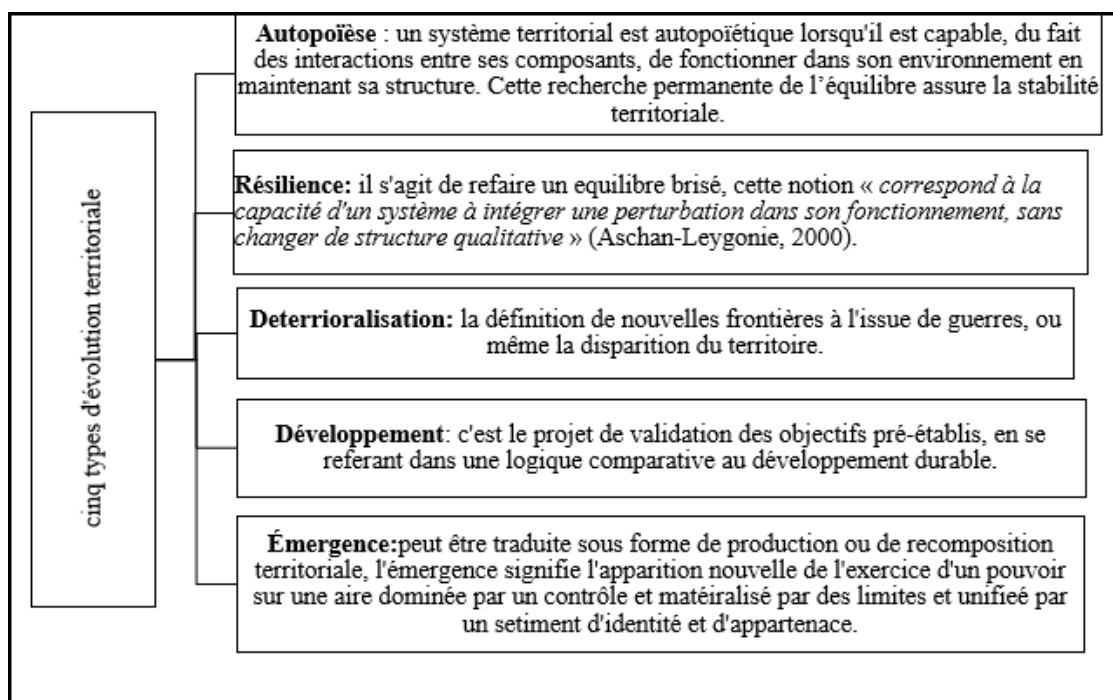 cinq types d'évolution territoriale
Autopoïèse : un système territorial est autopoïétique lorsqu'il est capable, du fait
des interactions entre ses composants, de fonctionner dans son environnement en
maintenant sa structure. Cette recherche permanente de l'équilibre assure la stabilité
territoriale.
Résilience: il s'agit de refaire un equilibre brisé, cette notion « correspond à la
capacité d'un système à intégrer une perturbation dans son fonctionnement, sans
changer de structure qualitative » (Aschan-Leygonie, 2000).
Deterrioralisation: la définition de nouvelles frontières à l'issue de guerres, ou
même la disparition du territoire.
Développement: c'est le projet de validation des objectifs pré-établis, en se
referant dans une logique comparative au développement durable.
Émergence:peut être traduite sous forme de production ou de recomposition
territoriale, l'émergence signifie l'apparition nouvelle de l'exercice d'un pouvoir
sur une aire dominée par un contrôle et matéiralisé par des limites et unifieé par
un setiment d'identité et d'appartenace.